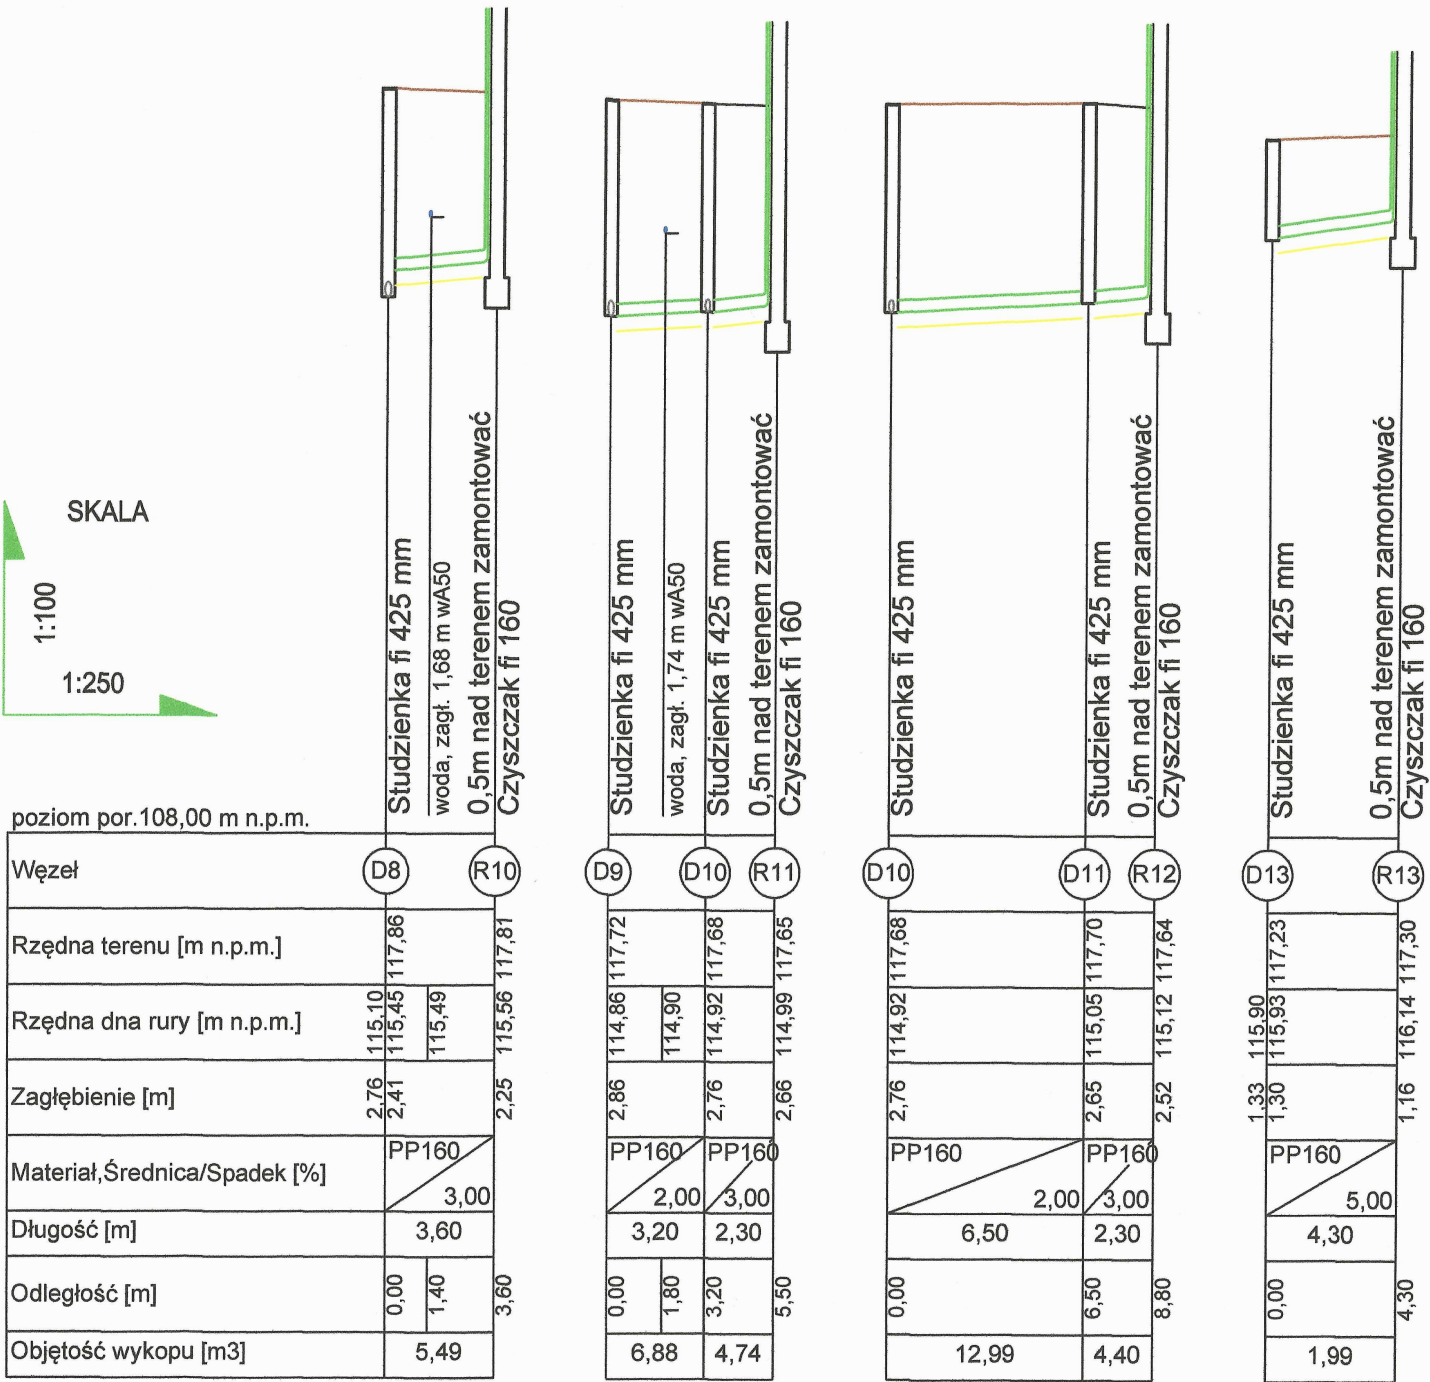 SKALA
1:100
1:250
poziom por.108,00 m n.p.m.
Studzienka fi 425 mm
woda, zagł. 1,68 m wA50
0,5m nad terenem zamontować
Czyszczak fi 160
Studzienka fi 425 mm
woda, zagł. 1,74 m wA50
Studzienka fi 425 mm
0,5m nad terenem zamontować
Czyszczak fi 160
Studzienka fi 425 mm
Studzienka fi 425 mm
0,5m nad terenem zamontować
Czyszczak fi 160
Studzienka fi 425 mm
0,5m nad terenem zamontować
Czyszczak fi 160
Węzeł D8 R10 D9 D10 R11 D10 D11 R12 D13 R13
Rzędna terenu [m n.p.m.] 117,86 117,81 117,72 117,68 117,65 117,68 117,70 117,64 117,23 117,30
Rzędna dna rury [m n.p.m.] 115,10 115,45 115,49 115,56 114,86 114,90 114,92 114,99 114,92 115,05 115,12 115,90 115,93 116,14
Zagłębienie [m] 2,76 2,41 2,25 2,86 2,76 2,66 2,76 2,65 2,52 1,33 1,30 1,16
Materiał,Średnica/Spadek [%] PP160 3,00 PP160 2,00 PP160 3,00 PP160 2,00 PP160 3,00 PP160 5,00
Długość [m] 3,60 3,20 2,30 6,50 2,30 4,30
Odległość [m] 0,00 1,40 3,60 0,00 1,80 3,20 5,50 0,00 6,50 8,80 0,00 4,30
Objętość wykopu [m3] 5,49 6,88 4,74 12,99 4,40 1,99